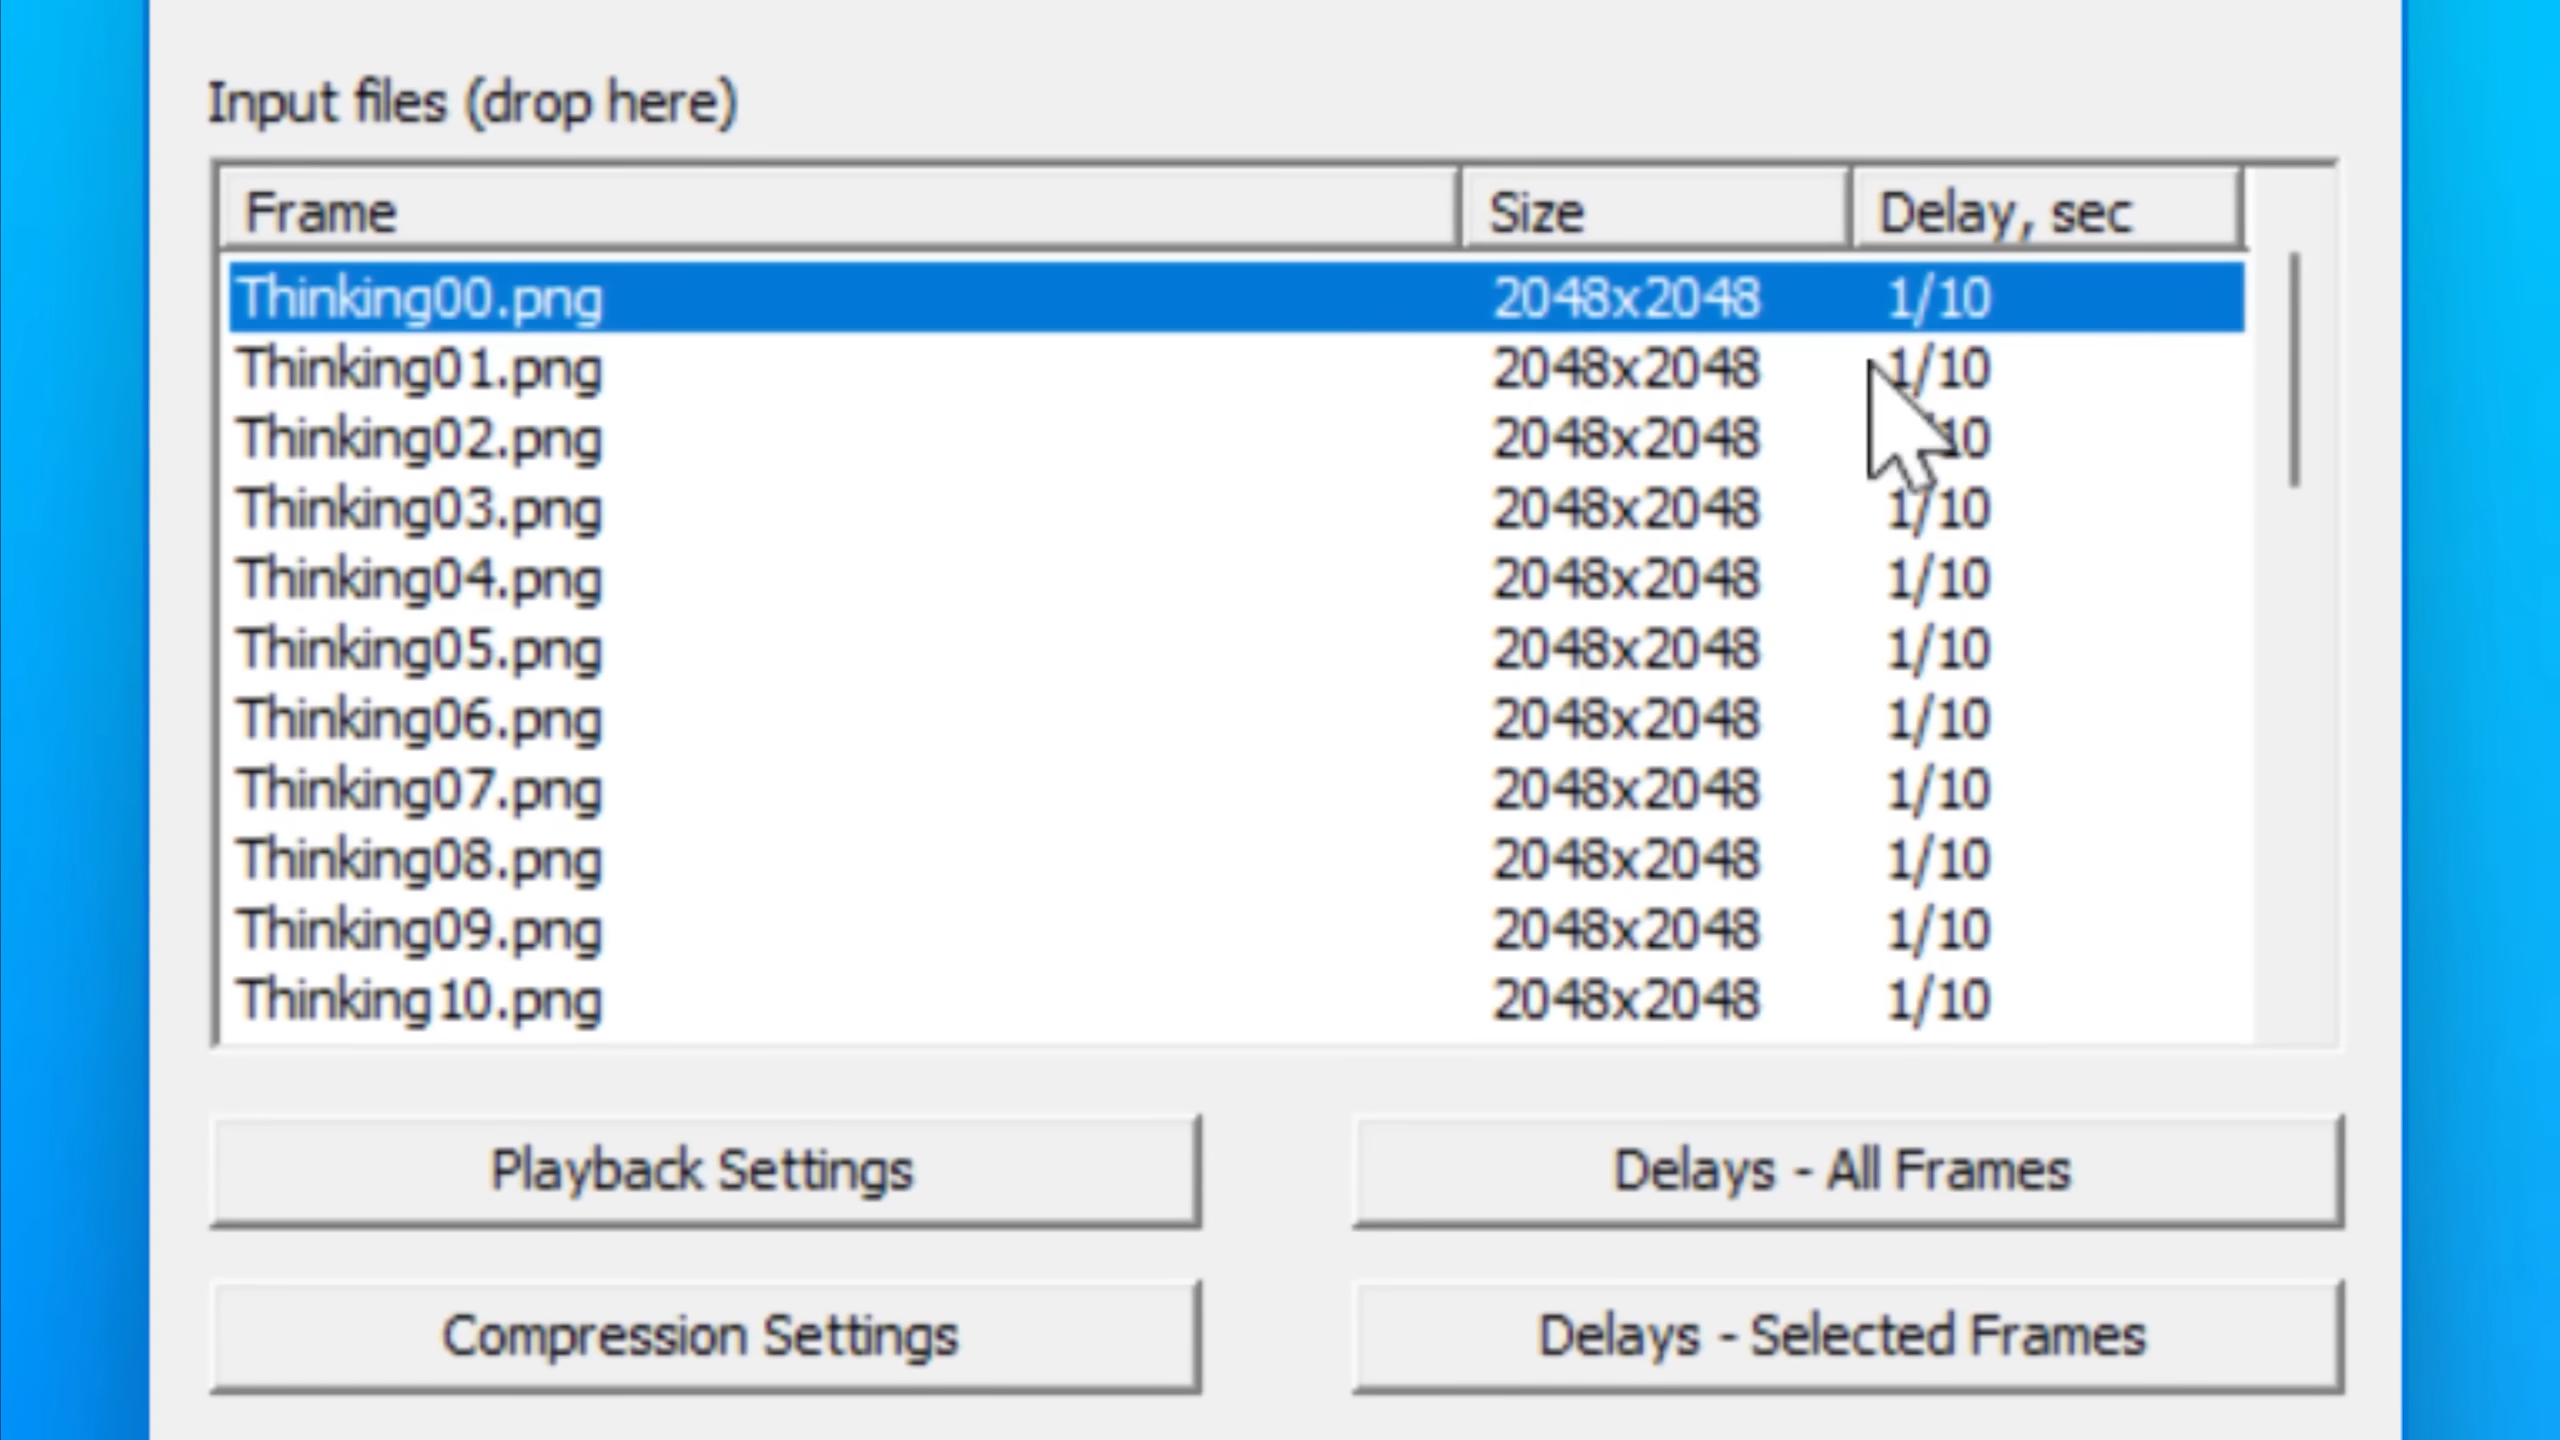 Input files (drop here)
Frame Size Delay, sec
Thinking00.png 2048x2048 1/10
Thinking01.png 2048x2048 1/10
Thinking02.png 2048x2048 10
Thinking03.png 2048x2048 1/10
Thinking04.png 2048x2048 1/10
Thinking05.png 2048x2048 1/10
Thinking06.png 2048x2048 1/10
Thinking07.png 2048x2048 1/10
Thinking08.png 2048x2048 1/10
Thinking09.png 2048x2048 1/10
Thinking10.png 2048x2048 1/10
Playback Settings Delays - All Frames
Compression Settings Delays - Selected Frames